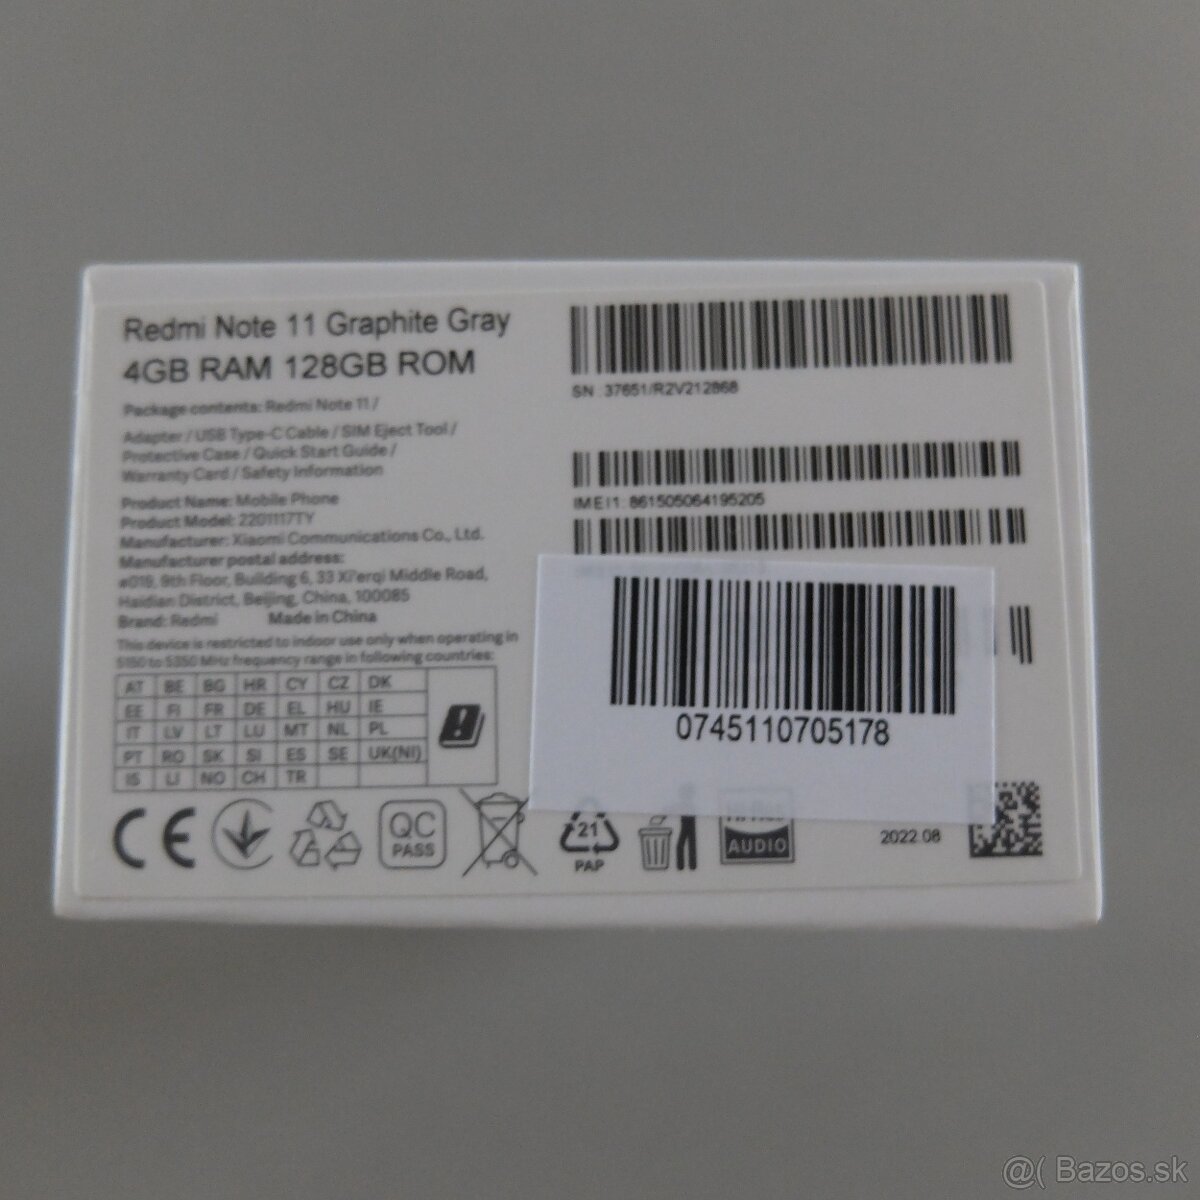 Redmi Note 11 Graphite Gray
4GB RAM 128GB ROM
Package contents: Redmi Note 11 /
Adapter / USB Type-C Cable / SIM Eject Tool /
Protective Case / Quick Start Guide /
Warranty Card / Safety Information
Product Name: Mobile Phone
Product Model: 2201117TY
Manufacturer: Xiaomi Communications Co., Ltd.
Manufacturer postal address:
#019, 9th Floor, Building 6, 33 Xi'erqi Middle Road,
Haidian District, Beijing, China, 100085
Brand: Redmi Made in China
This device is restricted to indoor use only when operating in
5150 to 5350 MHz frequency range in following countries:
AT BE BG HR CY CZ DK
EE FI FR DE EL HU IE
IT LV LT LU MT NL PL
PT RO SK SI ES SE UK(NI)
IS LI NO CH TR
SN: 37651/R2V212868
IMEI1: 861505064195205
0745110705178
CE
QC
PASS
21
PAP
AUDIO
2022.08
@( Bazos.sk